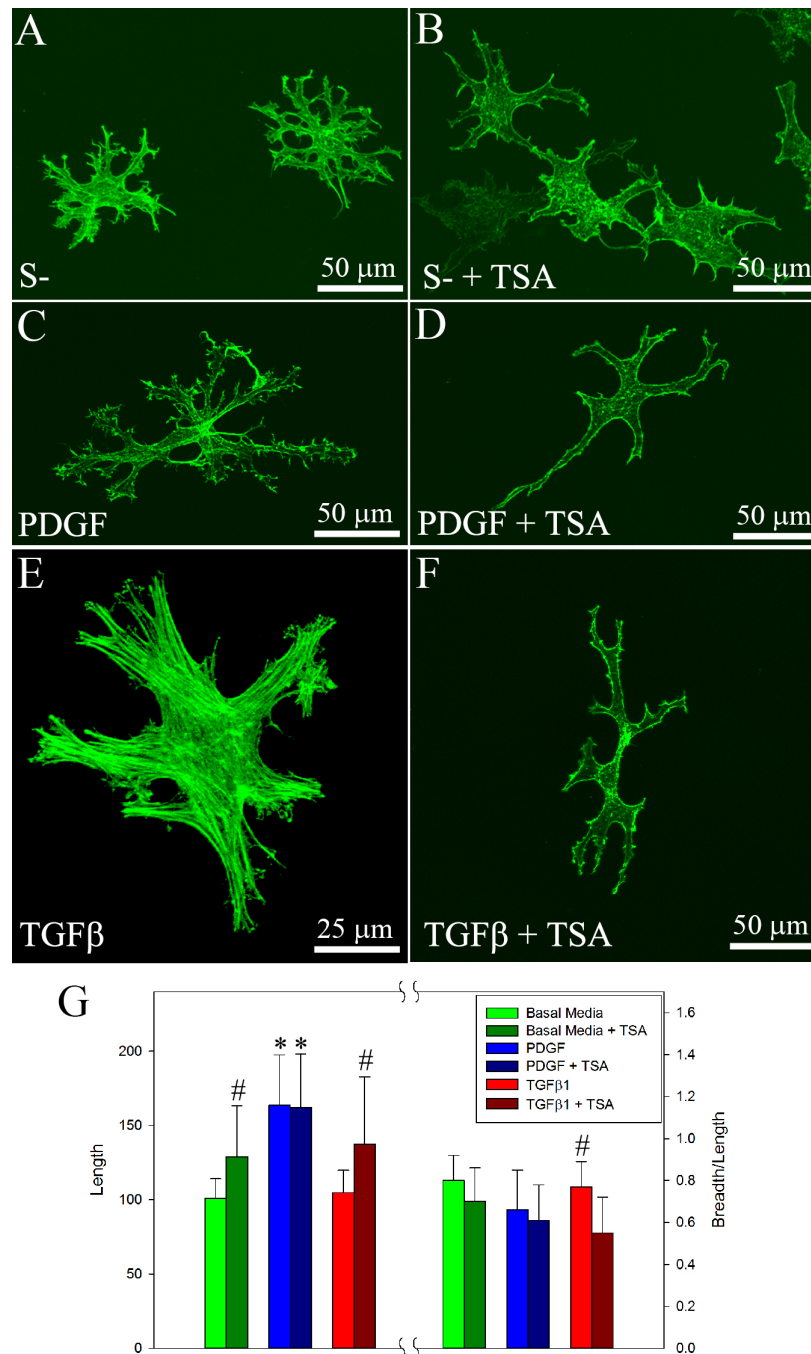 A
B
50 μm
50 μm
S-
S- + TSA
C
D
50 μm
50 μm
PDGF
PDGF + TSA
E
F
25 μm
50 μm
TGFβ
TGFβ + TSA
G
Basal Media
Basal Media + TSA
PDGF
PDGF + TSA
TGFβ1
TGFβ1 + TSA
200
150
100
50
0
Length
# * * # #
1.6
1.4
1.2
1.0
0.8
0.6
0.4
0.2
0.0
Breadth/Length